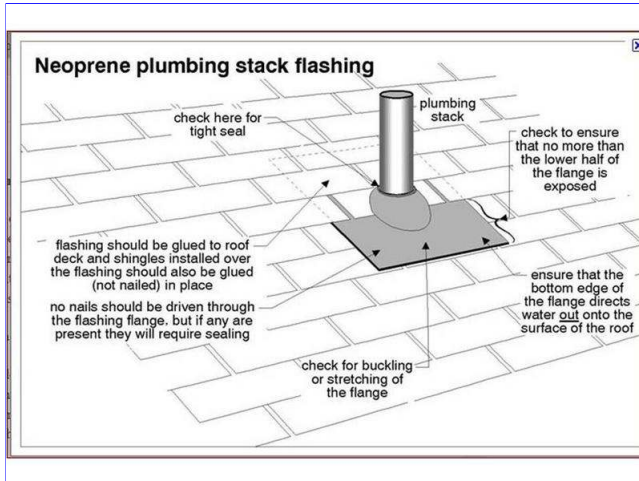 Neoprene plumbing stack flashing
check here for
tight seal
plumbing
stack
check to ensure
that no more than
the lower half of
the flange is
exposed
flashing should be glued to roof
deck and shingles installed over
the flashing should also be glued
(not nailed) in place
no nails should be driven through
the flashing flange. but if any are
present they will require sealing
ensure that the
bottom edge of
the flange directs
water out onto the
surface of the roof
check for buckling
or stretching of
the flange